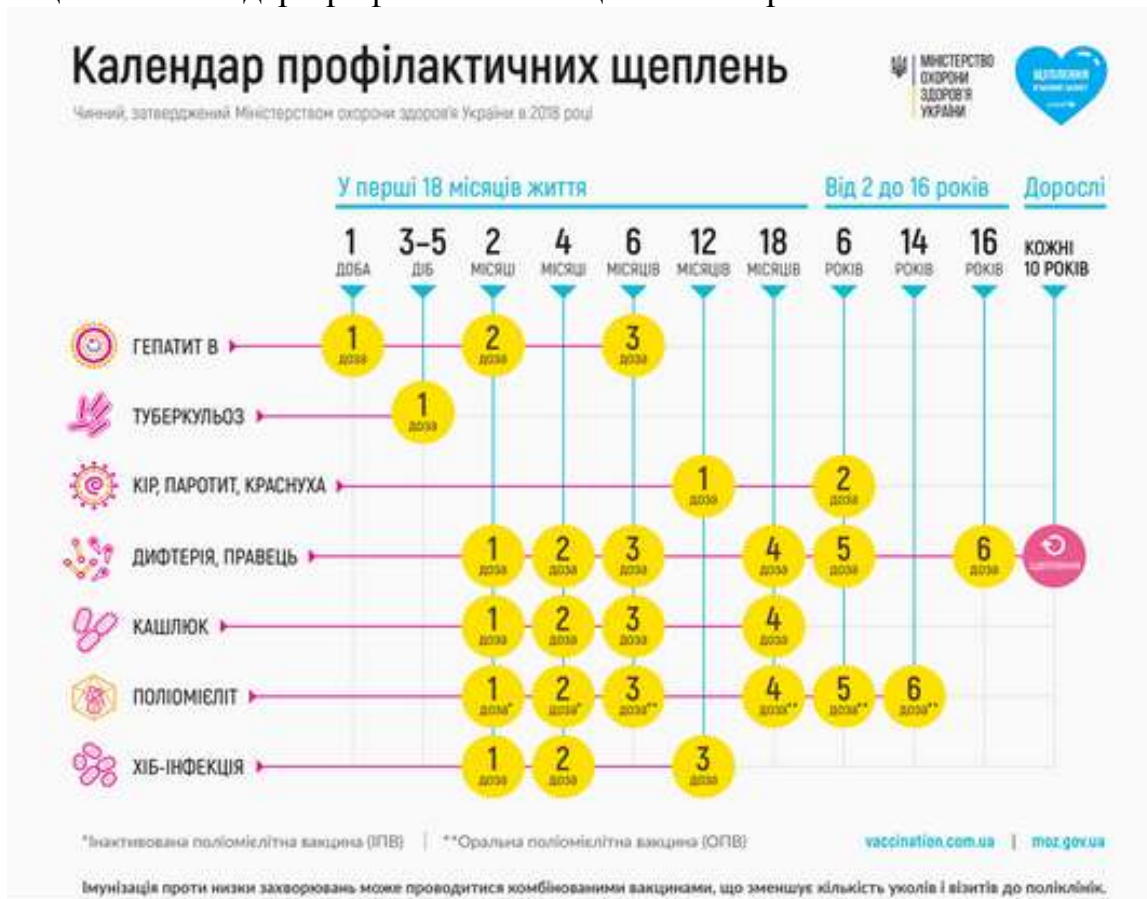 Календар профілактичних щеплень
Чинний, затверджений Міністерством охорони здоров'я України в 2018 році
МІНІСТЕРСТВО
ОХОРОНИ
ЗДОРОВ'Я
УКРАЇНИ
ЩЕПЛЕННЯ
У перші 18 місяців життя
Від 2 до 16 років
Дорослі
1 ДОБА
3–5 ДІБ
2 МІСЯЦІ
4 МІСЯЦІ
6 МІСЯЦІВ
12 МІСЯЦІВ
18 МІСЯЦІВ
6 РОКІВ
14 РОКІВ
16 РОКІВ
КОЖНІ
10 РОКІВ
ГЕПАТИТ В
1 доза
2 доза
3 доза
ТУБЕРКУЛЬОЗ
1 доза
КІР, ПАРОТИТ, КРАСНУХА
1 доза
2 доза
ДИФТЕРІЯ, ПРАВЕЦЬ
1 доза
2 доза
3 доза
4 доза
5 доза
6 доза
КАШЛЮК
1 доза
2 доза
3 доза
4 доза
ПОЛІОМІЄЛІТ
1 доза*
2 доза*
3 доза**
4 доза**
5 доза**
6 доза**
ХІБ-ІНФЕКЦІЯ
1 доза
2 доза
3 доза
*Інактивована поліомієлітна вакцина (ІПВ) | **Оральна поліомієлітна вакцина (ОПВ)
vaccination.com.ua | moz.gov.ua
Імунізація проти низки захворювань може проводитися комбінованими вакцинами, що зменшує кількість уколів і візитів до поліклінік.